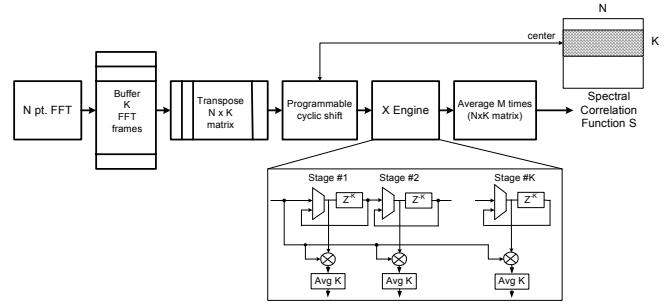 N
K
center
N pt. FFT
Buffer
K
FFT
frames
Transpose
N x K
matrix
Programmable
cyclic shift
X Engine
Average M times
(NxK matrix)
Spectral
Correlation
Function S
Stage #1
Stage #2
Stage #K
Z-K
Z-K
Z-K
Avg K
Avg K
Avg K